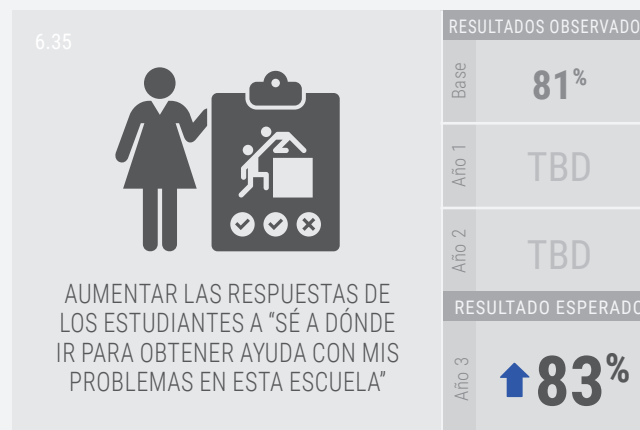 6.35
AUMENTAR LAS RESPUESTAS DE
LOS ESTUDIANTES A “SÉ A DÓNDE
IR PARA OBTENER AYUDA CON MIS
PROBLEMAS EN ESTA ESCUELA”
RESULTADOS OBSERVADO
Base
81%
Año 1
TBD
Año 2
TBD
RESULTADO ESPERADO
Año 3
83%